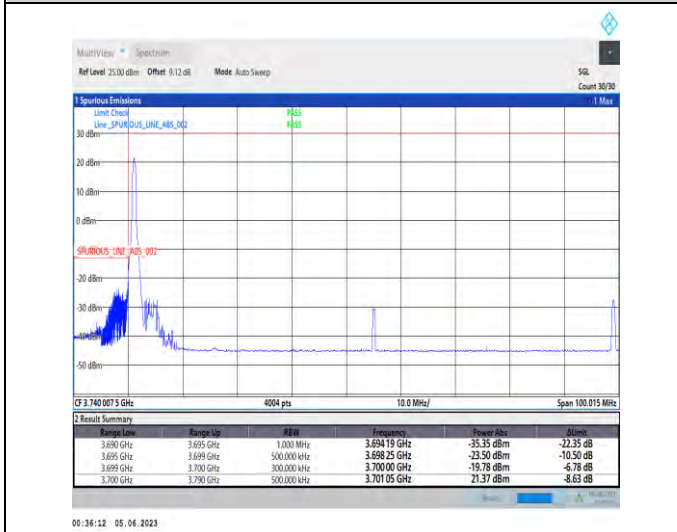 MultiView Spectrum
Ref Level 25.00 dBm Offset 9.12 dB Mode Auto Sweep SGL
Count 30/30
1 Spurious Emissions 1 Max
Limit Check PASS
Line _SPURIOUS_LINE_ABS_002 PASS
30 dBm
20 dBm
10 dBm
0 dBm
_SPURIOUS_LINE_ABS_002
-20 dBm
-30 dBm
-40 dBm
-50 dBm
CF 3.740 007 5 GHz 4004 pts 10.0 MHz/ Span 100.015 MHz
2 Result Summary
Range Low Range Up RBW Frequency Power Abs ΔLimit
3.690 GHz 3.695 GHz 1.000 MHz 3.694 19 GHz -35.35 dBm -22.35 dB
3.695 GHz 3.699 GHz 500.000 kHz 3.698 25 GHz -23.50 dBm -10.50 dB
3.699 GHz 3.700 GHz 300.000 kHz 3.700 00 GHz -19.78 dBm -6.78 dB
3.700 GHz 3.790 GHz 500.000 kHz 3.701 05 GHz 21.37 dBm -8.63 dB
00:36:12 05.06.2023